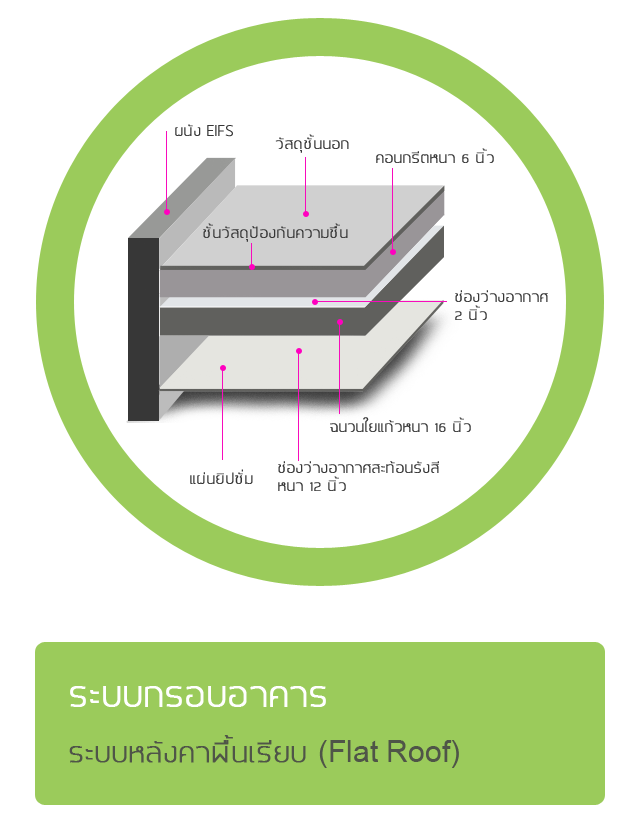 ผนัง EIFS
วัสดุชั้นนอก
คอนกรีตหนา 6 นิ้ว
ชั้นวัสดุป้องกันความชื้น
ช่องว่างอากาศ
2 นิ้ว
ฉนวนใยแก้วหนา 16 นิ้ว
ช่องว่างอากาศสะท้อนรังสี
หนา 12 นิ้ว
แผ่นยิปซั่ม
ระบบกรอบอาคาร
ระบบหลังคาผื้นเรียบ (Flat Roof)